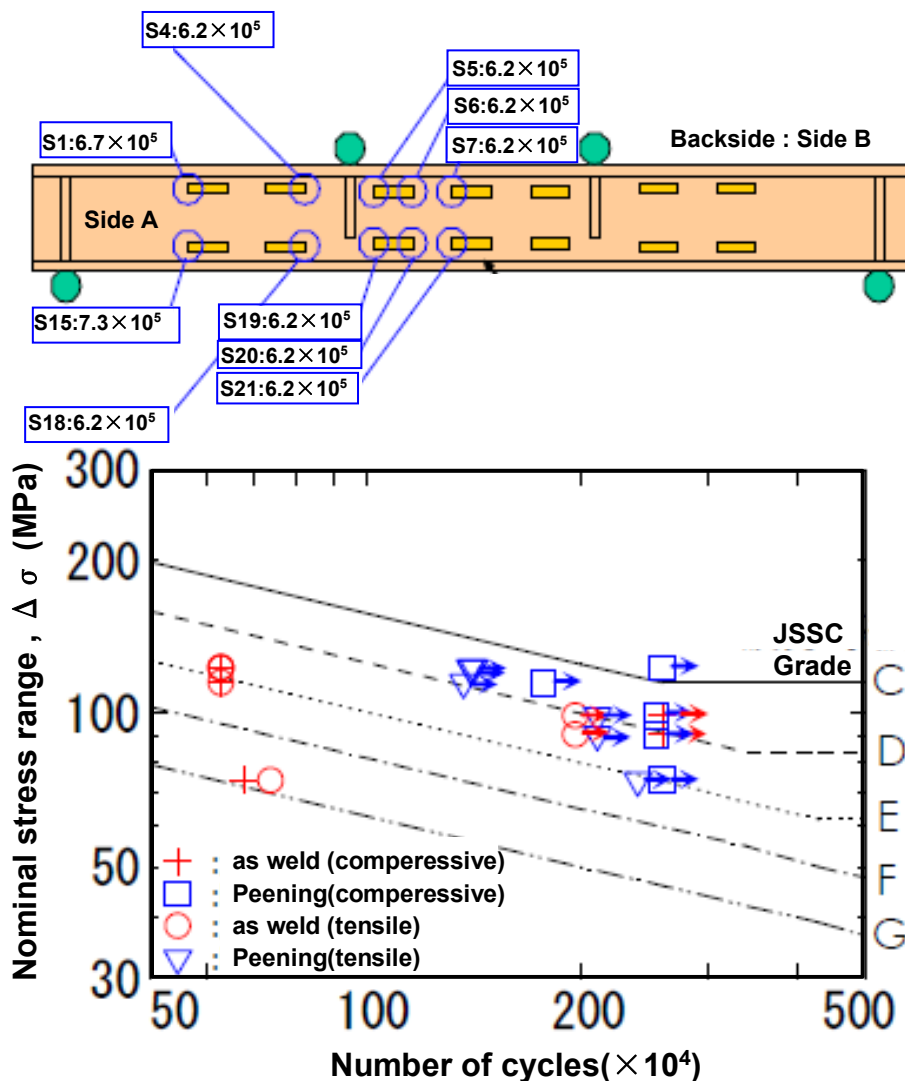 S4:6.2×10⁵
S5:6.2×10⁵
S6:6.2×10⁵
S1:6.7×10⁵
S7:6.2×10⁵
Backside : Side B
Side A
S15:7.3×10⁵
S19:6.2×10⁵
S20:6.2×10⁵
S21:6.2×10⁵
S18:6.2×10⁵
Nominal stress range , Δ σ (MPa)
300
200
100
50
30
JSSC
Grade
C
D
E
F
G
+ : as weld (comperessive)
□ : Peening(comperessive)
○ : as weld (tensile)
▽ : Peening(tensile)
50 100 200 500
Number of cycles(×10⁴)